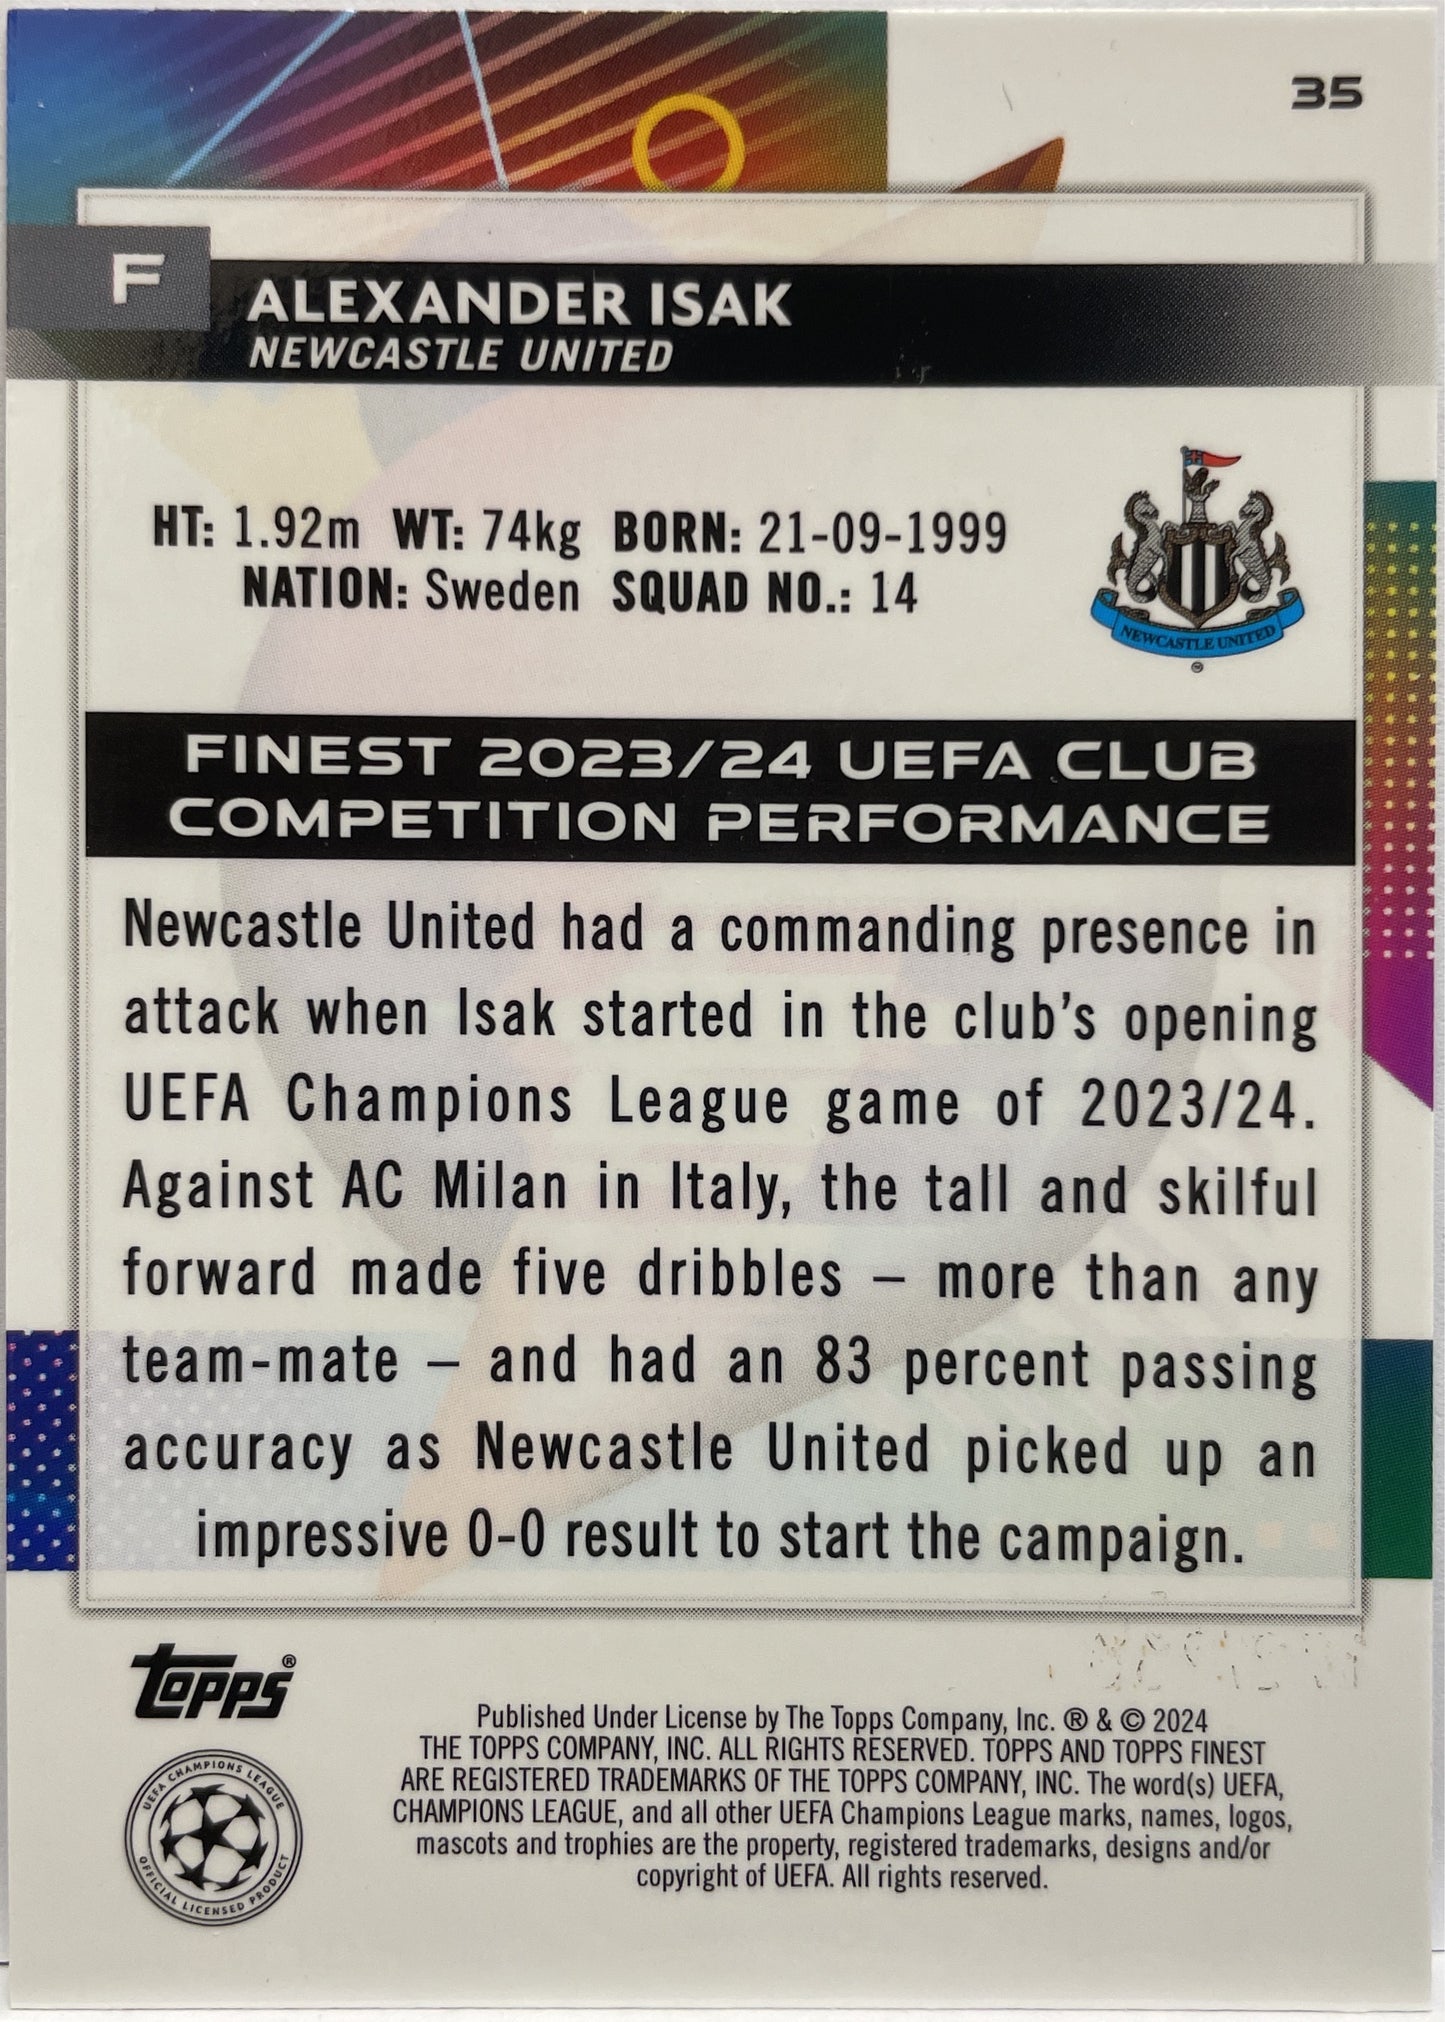 35
F
ALEXANDER ISAK
NEWCASTLE UNITED
HT: 1.92m WT: 74kg BORN: 21-09-1999
NATION: Sweden SQUAD NO.: 14
NEWCASTLE UNITED
FINEST 2023/24 UEFA CLUB
COMPETITION PERFORMANCE
Newcastle United had a commanding presence in
attack when Isak started in the club's opening
UEFA Champions League game of 2023/24.
Against AC Milan in Italy, the tall and skilful
forward made five dribbles – more than any
team-mate – and had an 83 percent passing
accuracy as Newcastle United picked up an
impressive 0-0 result to start the campaign.
TOPPS®
Published Under License by The Topps Company, Inc. ® & © 2024
THE TOPPS COMPANY, INC. ALL RIGHTS RESERVED. TOPPS AND TOPPS FINEST
ARE REGISTERED TRADEMARKS OF THE TOPPS COMPANY, INC. The word(s) UEFA,
CHAMPIONS LEAGUE, and all other UEFA Champions League marks, names, logos,
mascots and trophies are the property, registered trademarks, designs and/or
copyright of UEFA. All rights reserved.
UEFA CHAMPIONS LEAGUE
OFFICIAL LICENSED PRODUCT